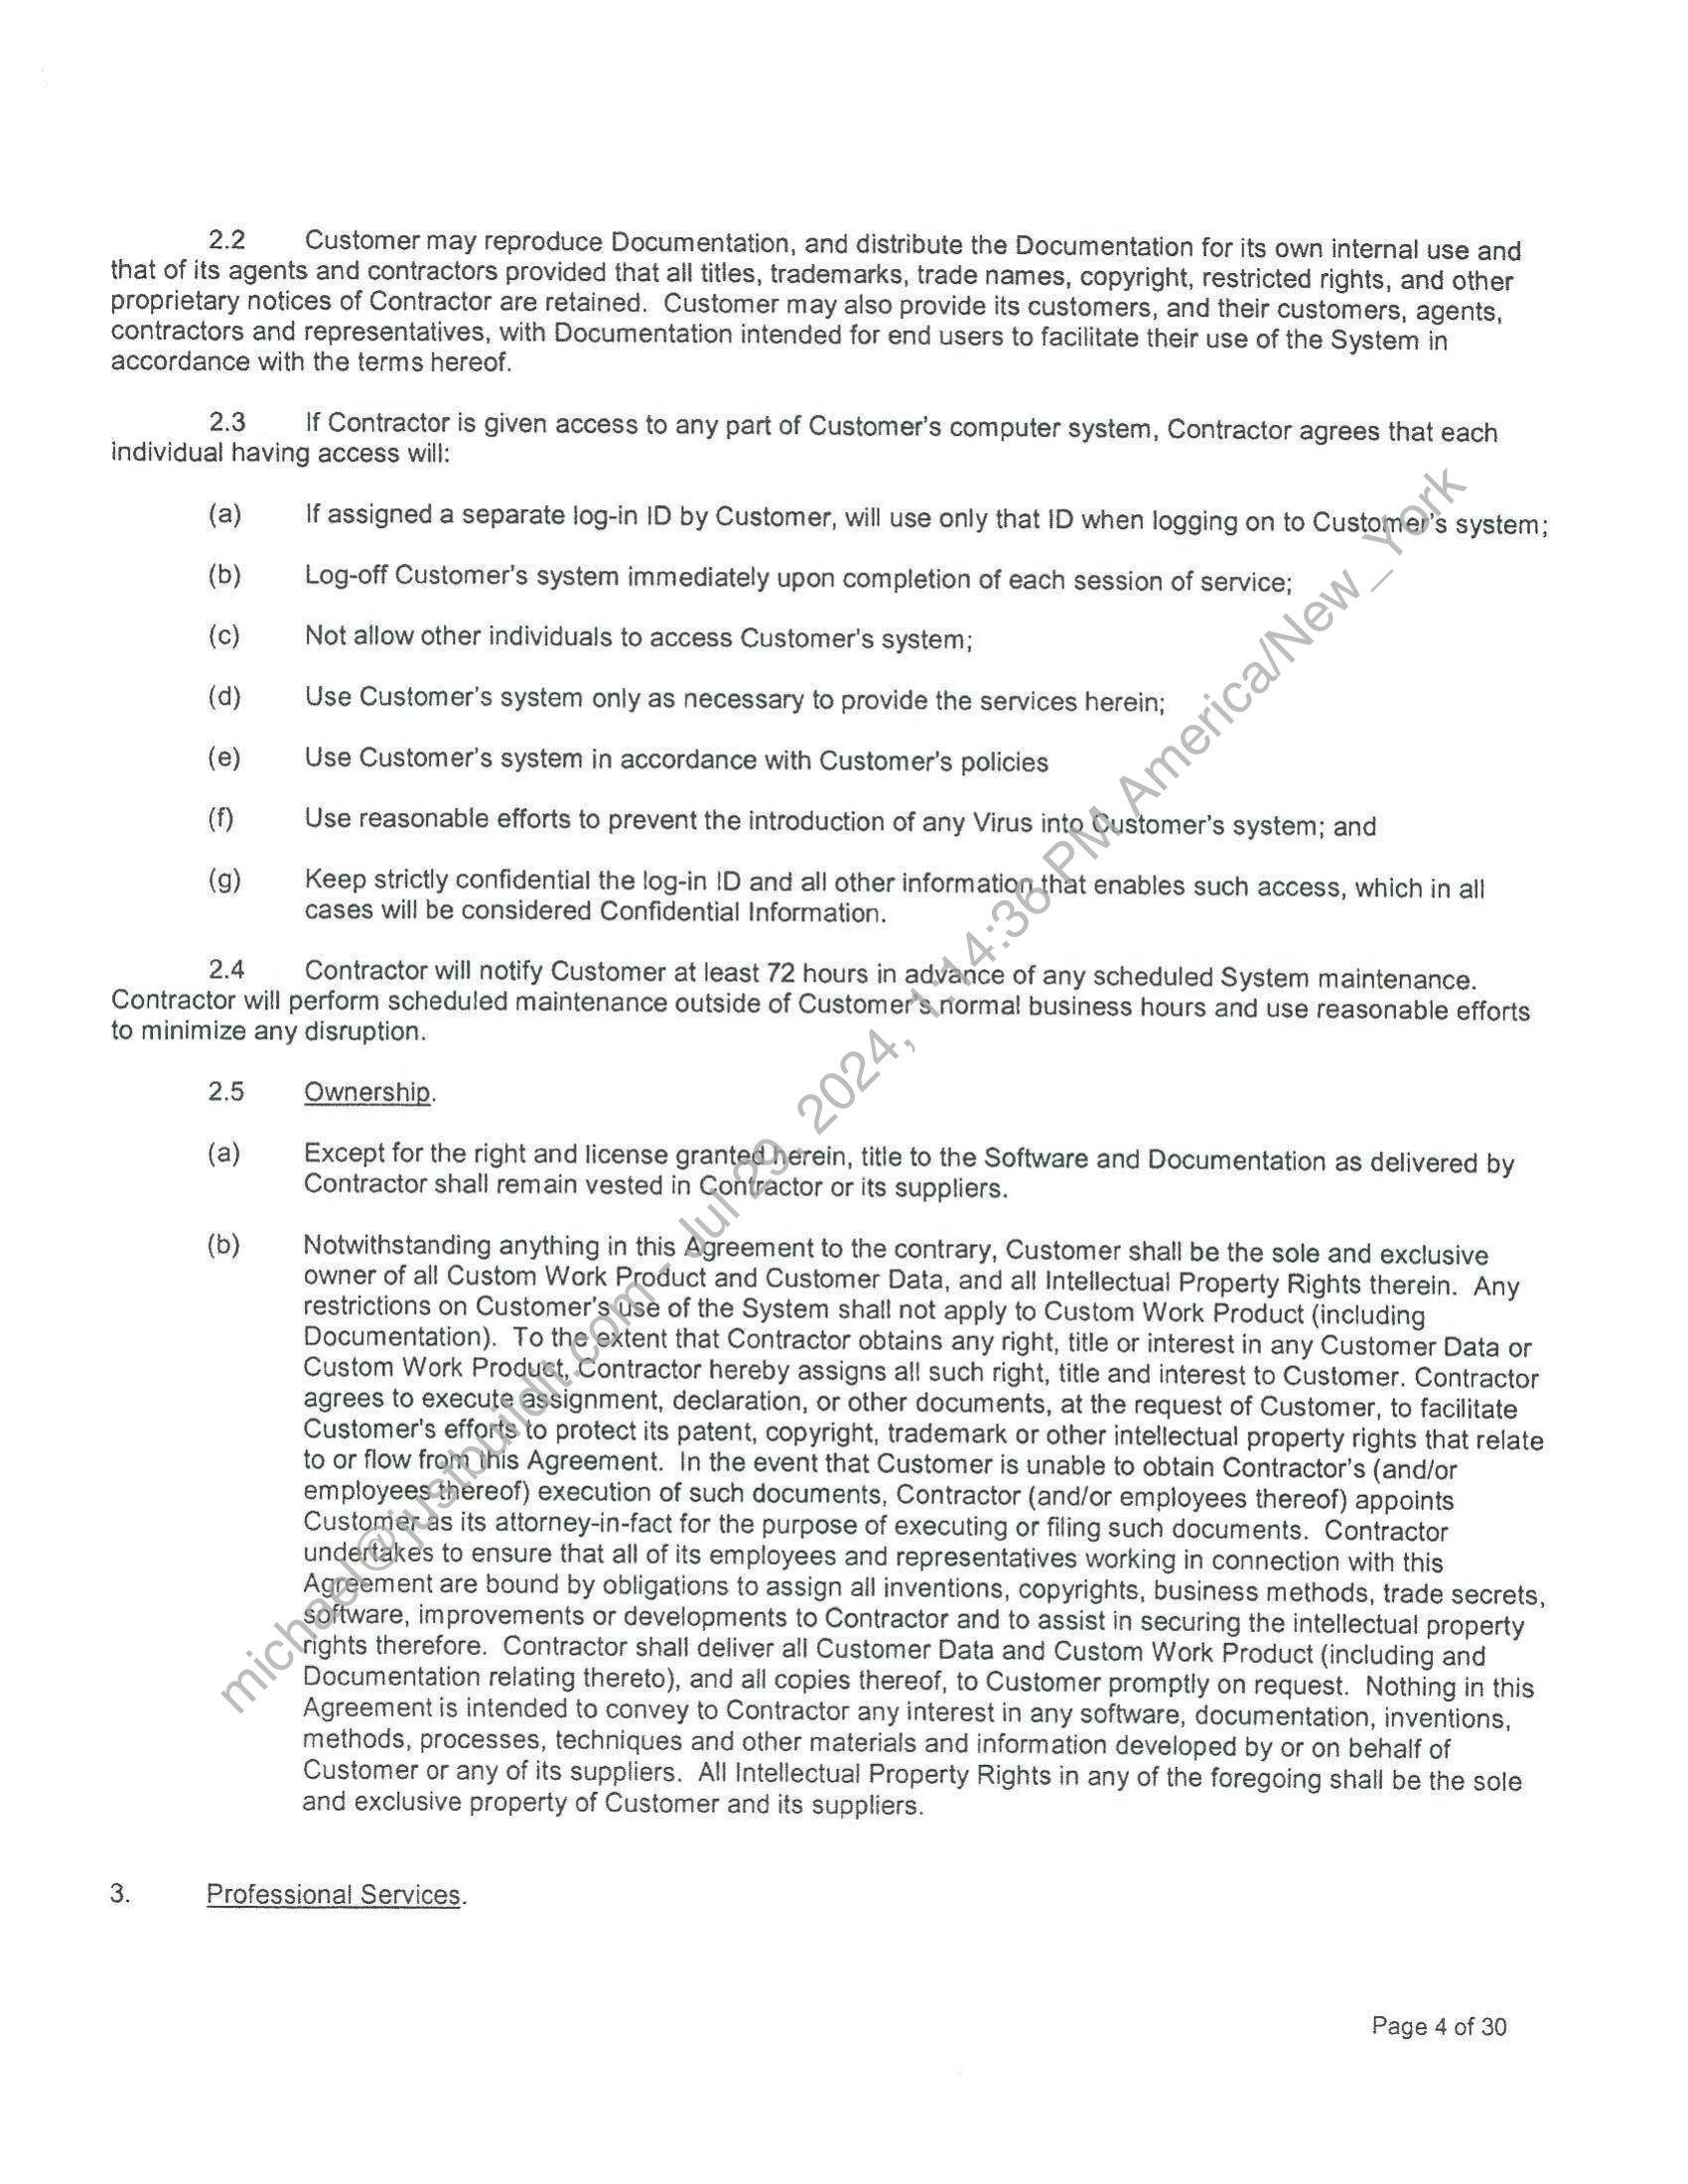 2.2 Customer may reproduce Documentation, and distribute the Documentation for its own internal use and
that of its agents and contractors provided that all titles, trademarks, trade names, copyright, restricted rights, and other
proprietary notices of Contractor are retained. Customer may also provide its customers, and their customers, agents,
contractors and representatives, with Documentation intended for end users to facilitate their use of the System in
accordance with the terms hereof.
2.3 If Contractor is given access to any part of Customer's computer system, Contractor agrees that each
individual having access will:
(a) If assigned a separate log-in ID by Customer, will use only that ID when logging on to Customer's system;
(b) Log-off Customer's system immediately upon completion of each session of service;
(c) Not allow other individuals to access Customer's system;
(d) Use Customer's system only as necessary to provide the services herein;
(e) Use Customer's system in accordance with Customer's policies
(f) Use reasonable efforts to prevent the introduction of any Virus into Customer's system; and
(g) Keep strictly confidential the log-in ID and all other information that enables such access, which in all
cases will be considered Confidential Information.
2.4 Contractor will notify Customer at least 72 hours in advance of any scheduled System maintenance.
Contractor will perform scheduled maintenance outside of Customer's normal business hours and use reasonable efforts
to minimize any disruption.
2.5 Ownership.
(a) Except for the right and license granted herein, title to the Software and Documentation as delivered by
Contractor shall remain vested in Contractor or its suppliers.
(b) Notwithstanding anything in this Agreement to the contrary, Customer shall be the sole and exclusive
owner of all Custom Work Product and Customer Data, and all Intellectual Property Rights therein. Any
restrictions on Customer's use of the System shall not apply to Custom Work Product (including
Documentation). To the extent that Contractor obtains any right, title or interest in any Customer Data or
Custom Work Product, Contractor hereby assigns all such right, title and interest to Customer. Contractor
agrees to execute assignment, declaration, or other documents, at the request of Customer, to facilitate
Customer's efforts to protect its patent, copyright, trademark or other intellectual property rights that relate
to or flow from this Agreement. In the event that Customer is unable to obtain Contractor's (and/or
employees thereof) execution of such documents, Contractor (and/or employees thereof) appoints
Customer as its attorney-in-fact for the purpose of executing or filing such documents. Contractor
undertakes to ensure that all of its employees and representatives working in connection with this
Agreement are bound by obligations to assign all inventions, copyrights, business methods, trade secrets,
software, improvements or developments to Contractor and to assist in securing the intellectual property
rights therefore. Contractor shall deliver all Customer Data and Custom Work Product (including and
Documentation relating thereto), and all copies thereof, to Customer promptly on request. Nothing in this
Agreement is intended to convey to Contractor any interest in any software, documentation, inventions,
methods, processes, techniques and other materials and information developed by or on behalf of
Customer or any of its suppliers. All Intellectual Property Rights in any of the foregoing shall be the sole
and exclusive property of Customer and its suppliers.
3. Professional Services.
Page 4 of 30
michael@justbuildit.com - Jul 29, 2024, 1:14:36 PM America/New_York